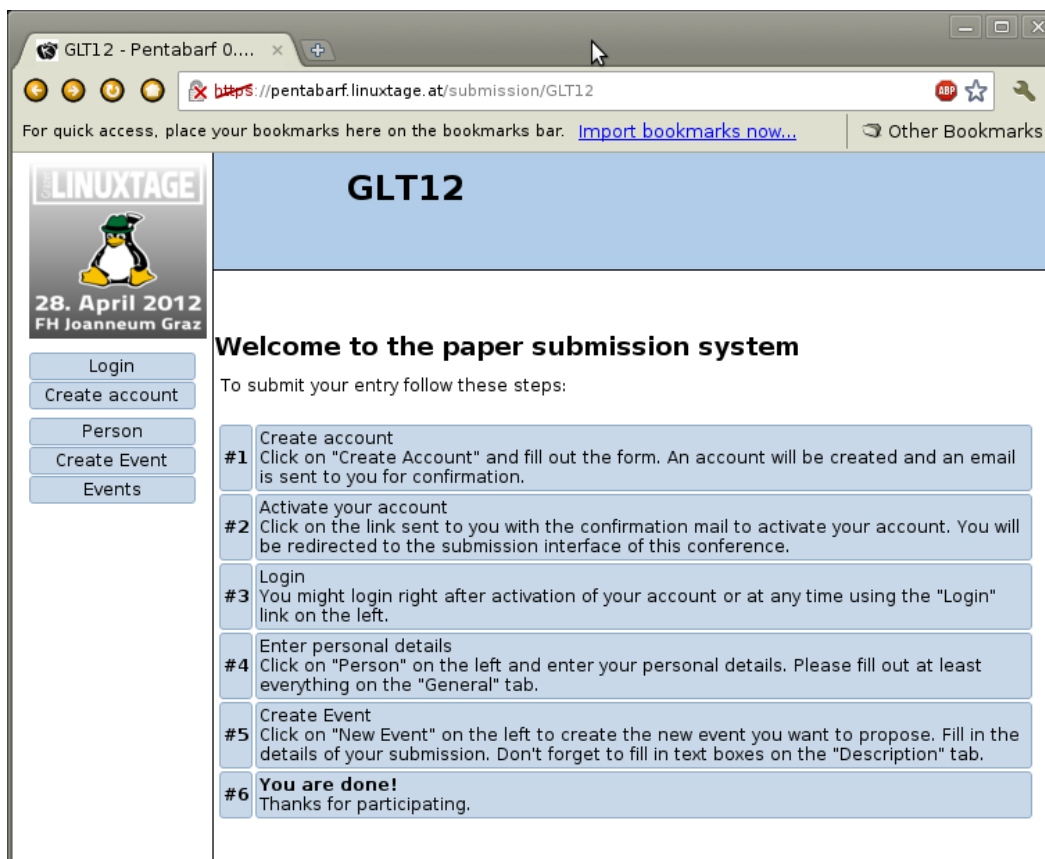 GLT12 - Pentabarf 0....
https://pentabarf.linuxtage.at/submission/GLT12
ABP
For quick access, place your bookmarks here on the bookmarks bar. Import bookmarks now...
Other Bookmarks
LINUXTAGE
28. April 2012
FH Joanneum Graz
Login
Create account
Person
Create Event
Events
GLT12
Welcome to the paper submission system
To submit your entry follow these steps:
#1
Create account
Click on "Create Account" and fill out the form. An account will be created and an email
is sent to you for confirmation.
#2
Activate your account
Click on the link sent to you with the confirmation mail to activate your account. You will
be redirected to the submission interface of this conference.
#3
Login
You might login right after activation of your account or at any time using the "Login"
link on the left.
#4
Enter personal details
Click on "Person" on the left and enter your personal details. Please fill out at least
everything on the "General" tab.
#5
Create Event
Click on "New Event" on the left to create the new event you want to propose. Fill in the
details of your submission. Don't forget to fill in text boxes on the "Description" tab.
#6
You are done!
Thanks for participating.